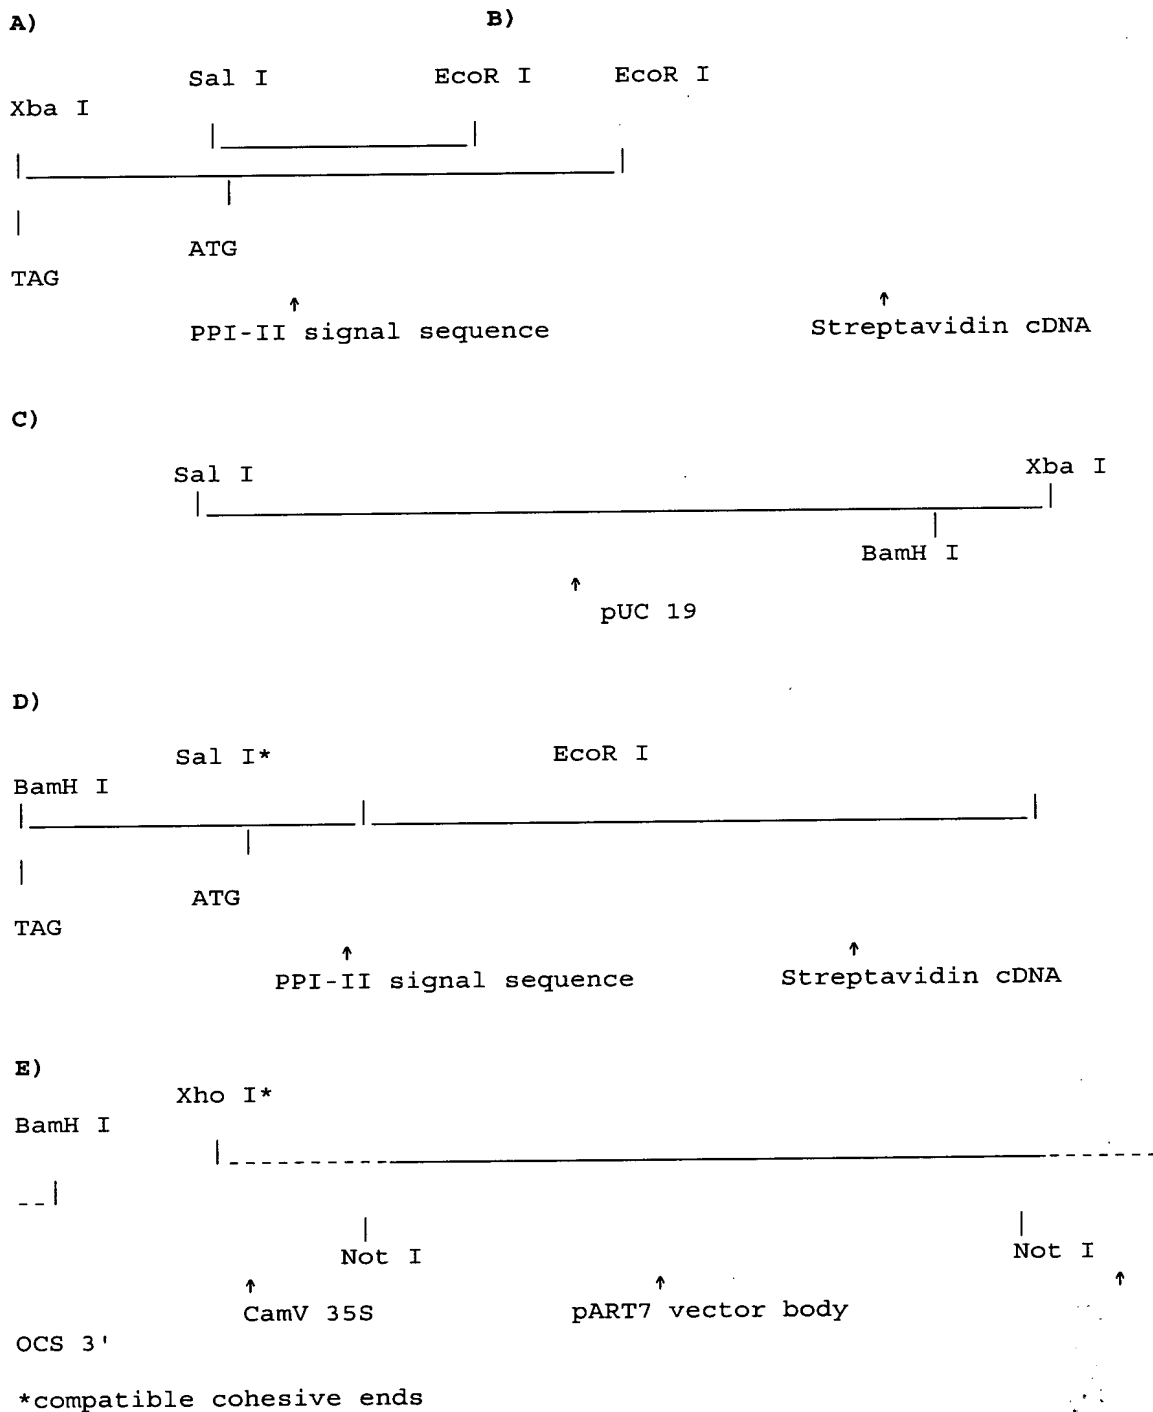 A) B)
Sal I EcoR I EcoR I
Xba I
ATG
TAG
PPI-II signal sequence Streptavidin cDNA
C)
Sal I Xba I
BamH I
pUC 19
D)
Sal I* EcoR I
BamH I
ATG
TAG
PPI-II signal sequence Streptavidin cDNA
E)
Xho I*
BamH I
Not I Not I
CamV 35S pART7 vector body
OCS 3'
*compatible cohesive ends